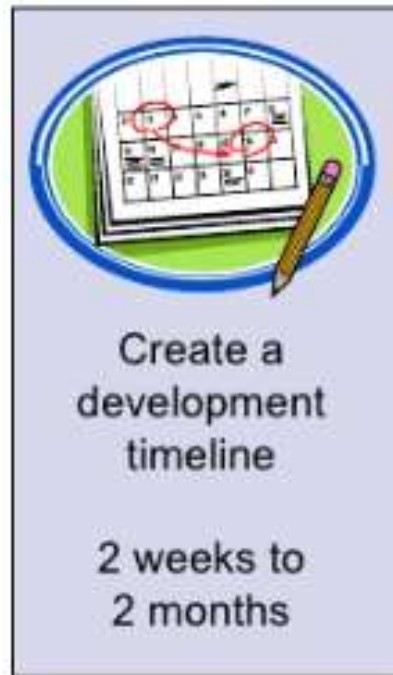 Create a
development
timeline
2 weeks to
2 months